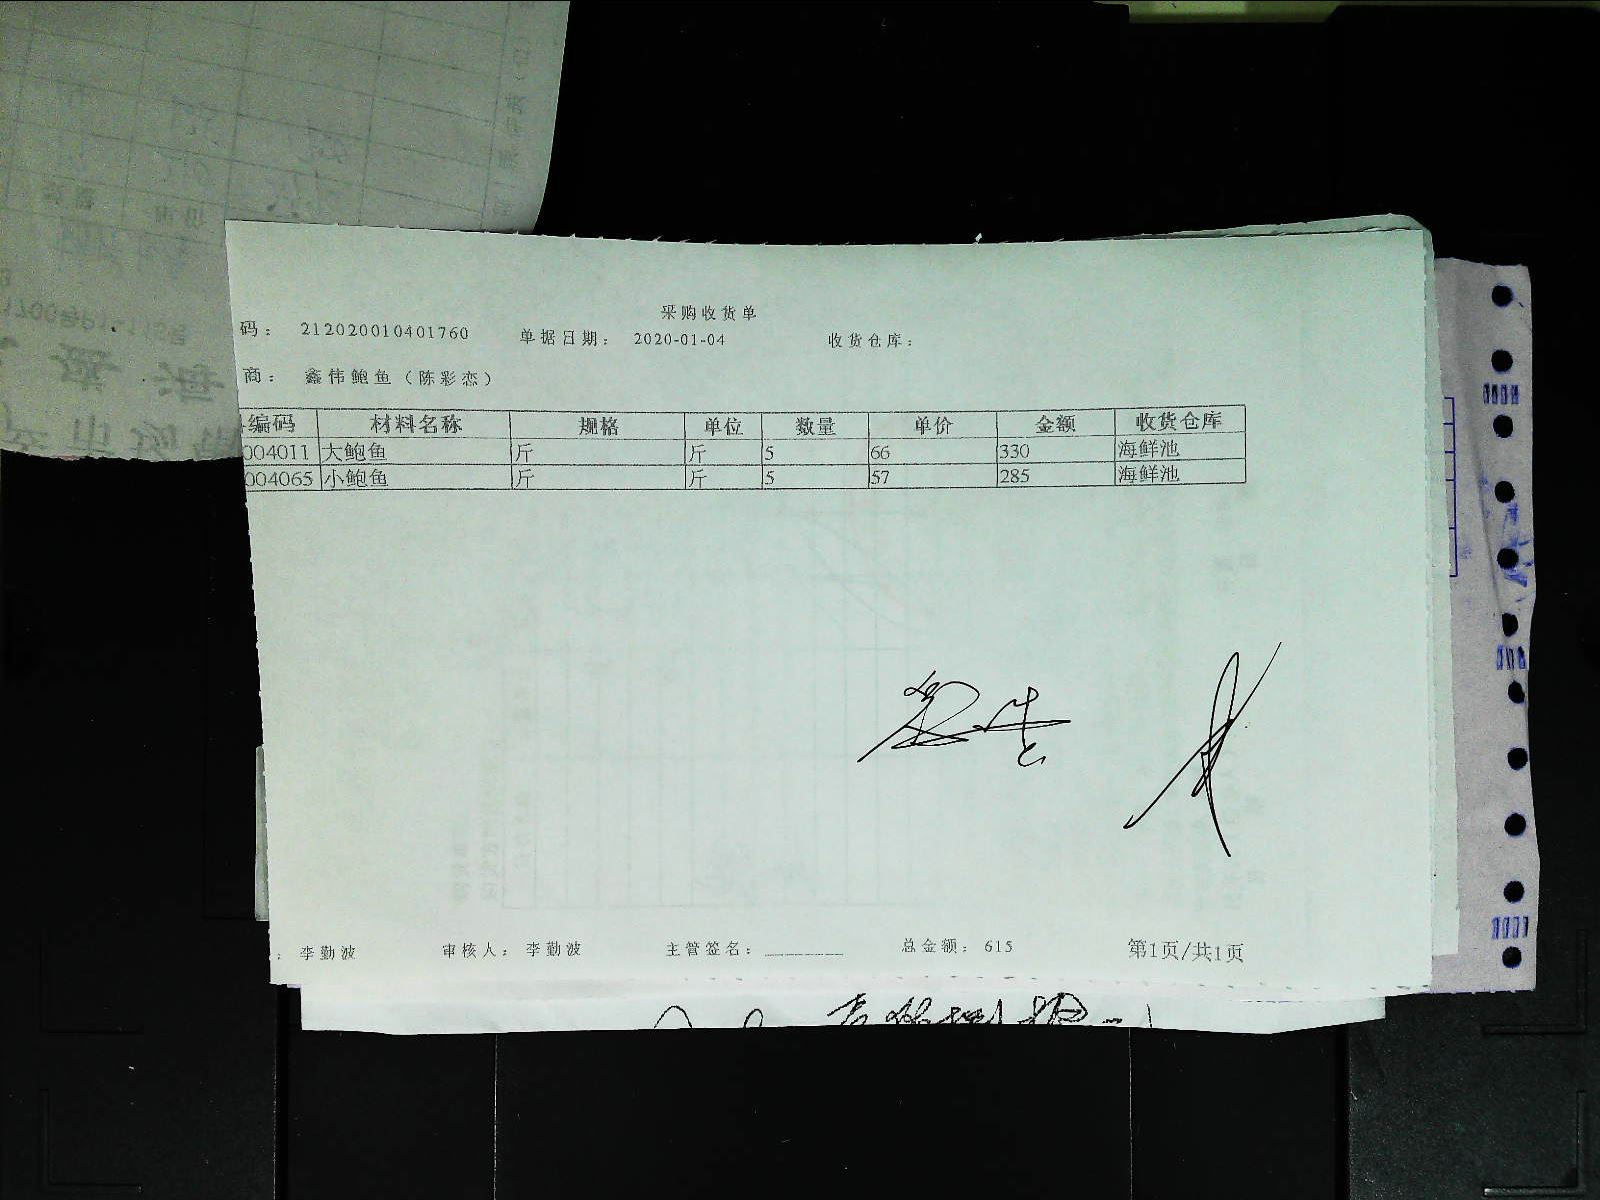 采购收货单
码： 212020010401760 单据日期： 2020-01-04 收货仓库：
商： 鑫伟鲍鱼（陈彩恋）
编码 材料名称 规格 单位 数量 单价 金额 收货仓库
004011 大鲍鱼 斤 斤 5 66 330 海鲜池
004065 小鲍鱼 斤 斤 5 57 285 海鲜池
： 李勤波 审核人： 李勤波 主管签名：________ 总金额： 615 第1页/共1页